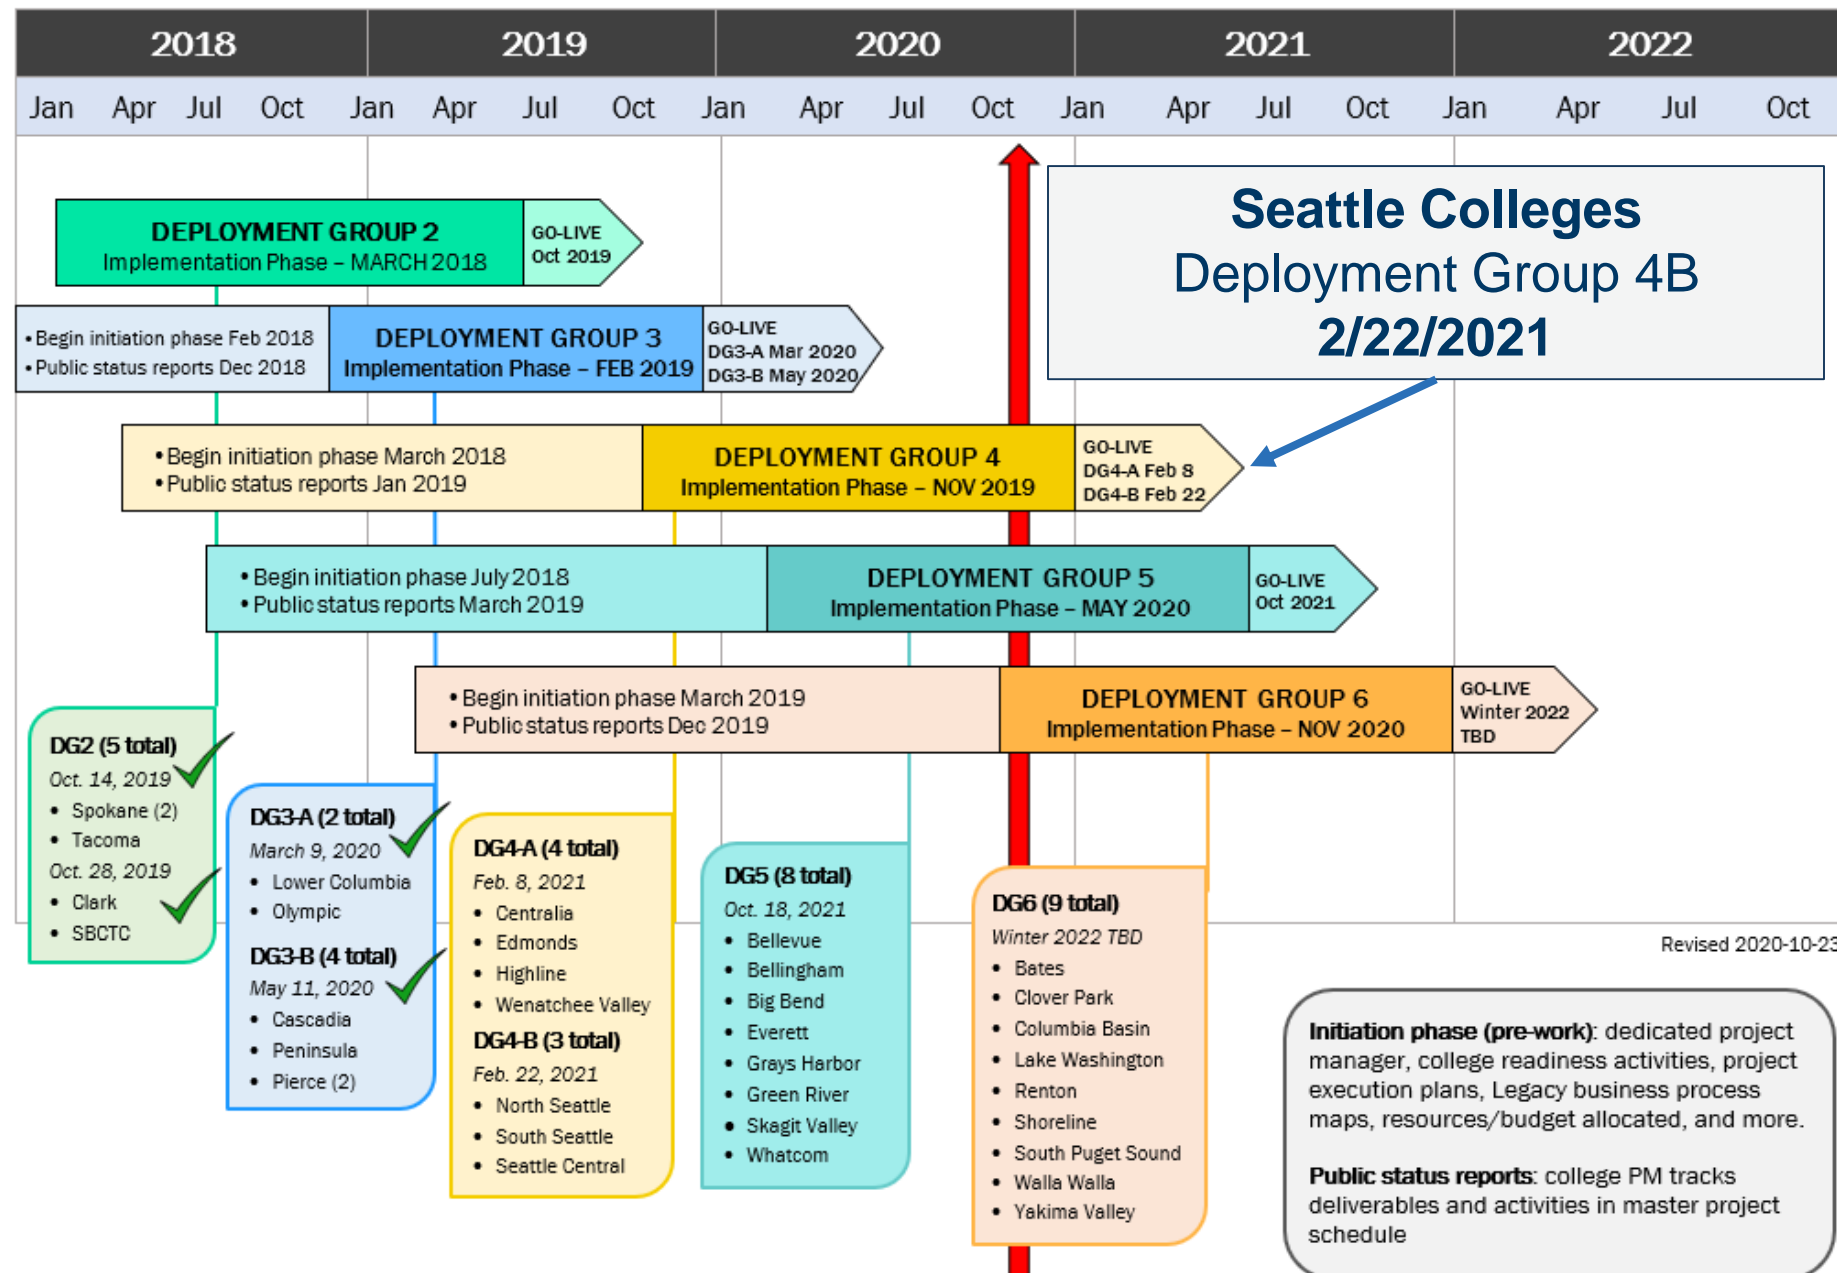 2018 2019 2020 2021 2022
Jan Apr Jul Oct Jan Apr Jul Oct Jan Apr Jul Oct Jan Apr Jul Oct Jan Apr Jul Oct
Seattle Colleges
Deployment Group 4B
2/22/2021
DEPLOYMENT GROUP 2
Implementation Phase – MARCH 2018
GO-LIVE
Oct 2019
• Begin initiation phase Feb 2018
• Public status reports Dec 2018
DEPLOYMENT GROUP 3
Implementation Phase – FEB 2019
GO-LIVE
DG3-A Mar 2020
DG3-B May 2020
• Begin initiation phase March 2018
• Public status reports Jan 2019
DEPLOYMENT GROUP 4
Implementation Phase – NOV 2019
GO-LIVE
DG4-A Feb 8
DG4-B Feb 22
• Begin initiation phase July 2018
• Public status reports March 2019
DEPLOYMENT GROUP 5
Implementation Phase – MAY 2020
GO-LIVE
Oct 2021
• Begin initiation phase March 2019
• Public status reports Dec 2019
DEPLOYMENT GROUP 6
Implementation Phase – NOV 2020
GO-LIVE
Winter 2022
TBD
DG2 (5 total)
Oct. 14, 2019
• Spokane (2)
• Tacoma
Oct. 28, 2019
• Clark
• SBCTC
DG3-A (2 total)
March 9, 2020
• Lower Columbia
• Olympic
DG3-B (4 total)
May 11, 2020
• Cascadia
• Peninsula
• Pierce (2)
DG4-A (4 total)
Feb. 8, 2021
• Centralia
• Edmonds
• Highline
• Wenatchee Valley
DG4-B (3 total)
Feb. 22, 2021
• North Seattle
• South Seattle
• Seattle Central
DG5 (8 total)
Oct. 18, 2021
• Bellevue
• Bellingham
• Big Bend
• Everett
• Grays Harbor
• Green River
• Skagit Valley
• Whatcom
DG6 (9 total)
Winter 2022 TBD
• Bates
• Clover Park
• Columbia Basin
• Lake Washington
• Renton
• Shoreline
• South Puget Sound
• Walla Walla
• Yakima Valley
Revised 2020-10-23
Initiation phase (pre-work): dedicated project
manager, college readiness activities, project
execution plans, Legacy business process
maps, resources/budget allocated, and more.
Public status reports: college PM tracks
deliverables and activities in master project
schedule